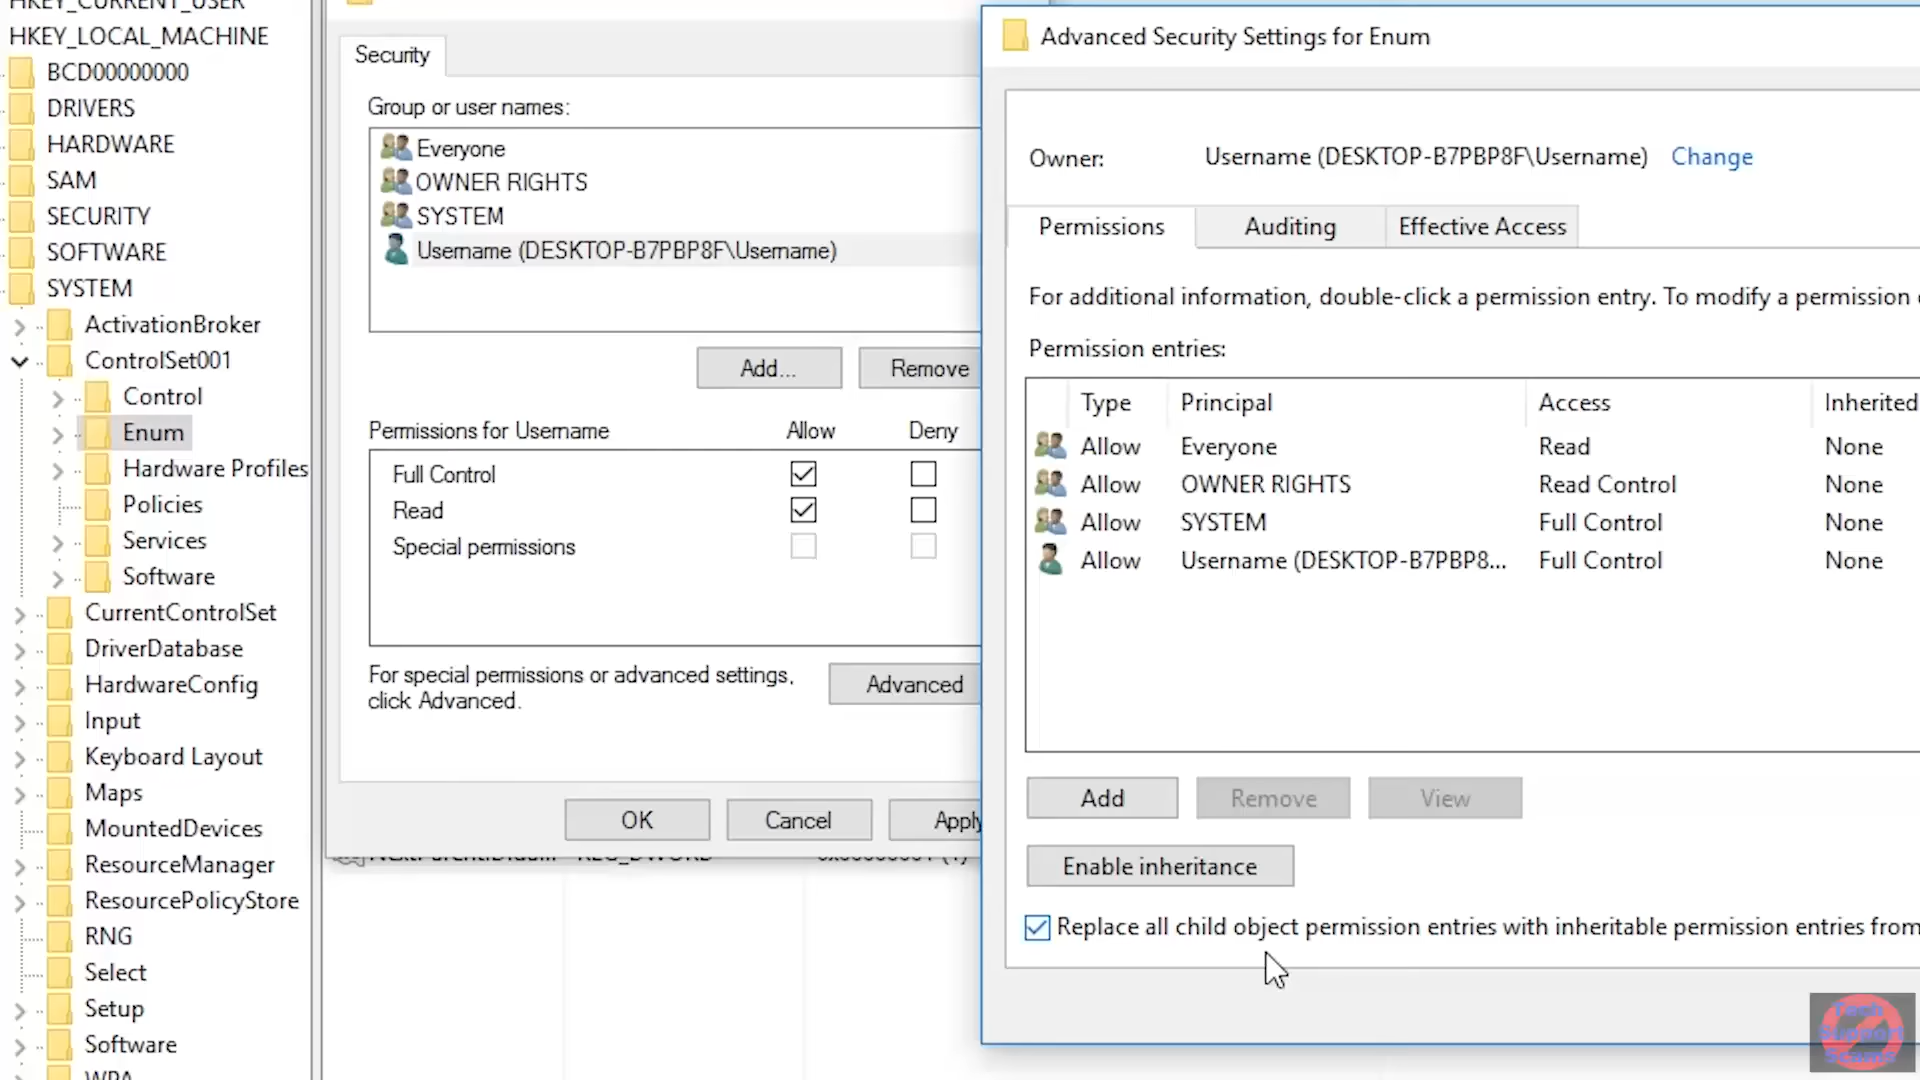 HKEY_CURRENT_USER
HKEY_LOCAL_MACHINE
BCD00000000
DRIVERS
HARDWARE
SAM
SECURITY
SOFTWARE
SYSTEM
ActivationBroker
ControlSet001
Control
Enum
Hardware Profiles
Policies
Services
Software
CurrentControlSet
DriverDatabase
HardwareConfig
Input
Keyboard Layout
Maps
MountedDevices
ResourceManager
ResourcePolicyStore
RNG
Select
Setup
Software
WPA
Security
Group or user names:
Everyone
OWNER RIGHTS
SYSTEM
Username (DESKTOP-B7PBP8F\Username)
Add... Remove
Permissions for Username Allow Deny
Full Control
Read
Special permissions
For special permissions or advanced settings, click Advanced.
Advanced
OK Cancel Apply
Advanced Security Settings for Enum
Owner: Username (DESKTOP-B7PBP8F\Username) Change
Permissions Auditing Effective Access
For additional information, double-click a permission entry. To modify a permission
Permission entries:
Type Principal Access Inherited
Allow Everyone Read None
Allow OWNER RIGHTS Read Control None
Allow SYSTEM Full Control None
Allow Username (DESKTOP-B7PBP8... Full Control None
Add Remove View
Enable inheritance
Replace all child object permission entries with inheritable permission entries from
Tech
Support
Scams